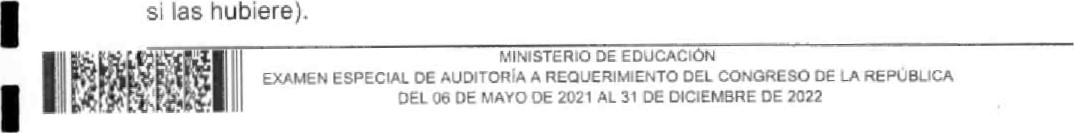 si las hubiere).
MINISTERIO DE EDUCACIÓN
EXAMEN ESPECIAL DE AUDITORÍA A REQUERIMIENTO DEL CONGRESO DE LA REPÚBLICA
DEL 06 DE MAYO DE 2021 AL 31 DE DICIEMBRE DE 2022